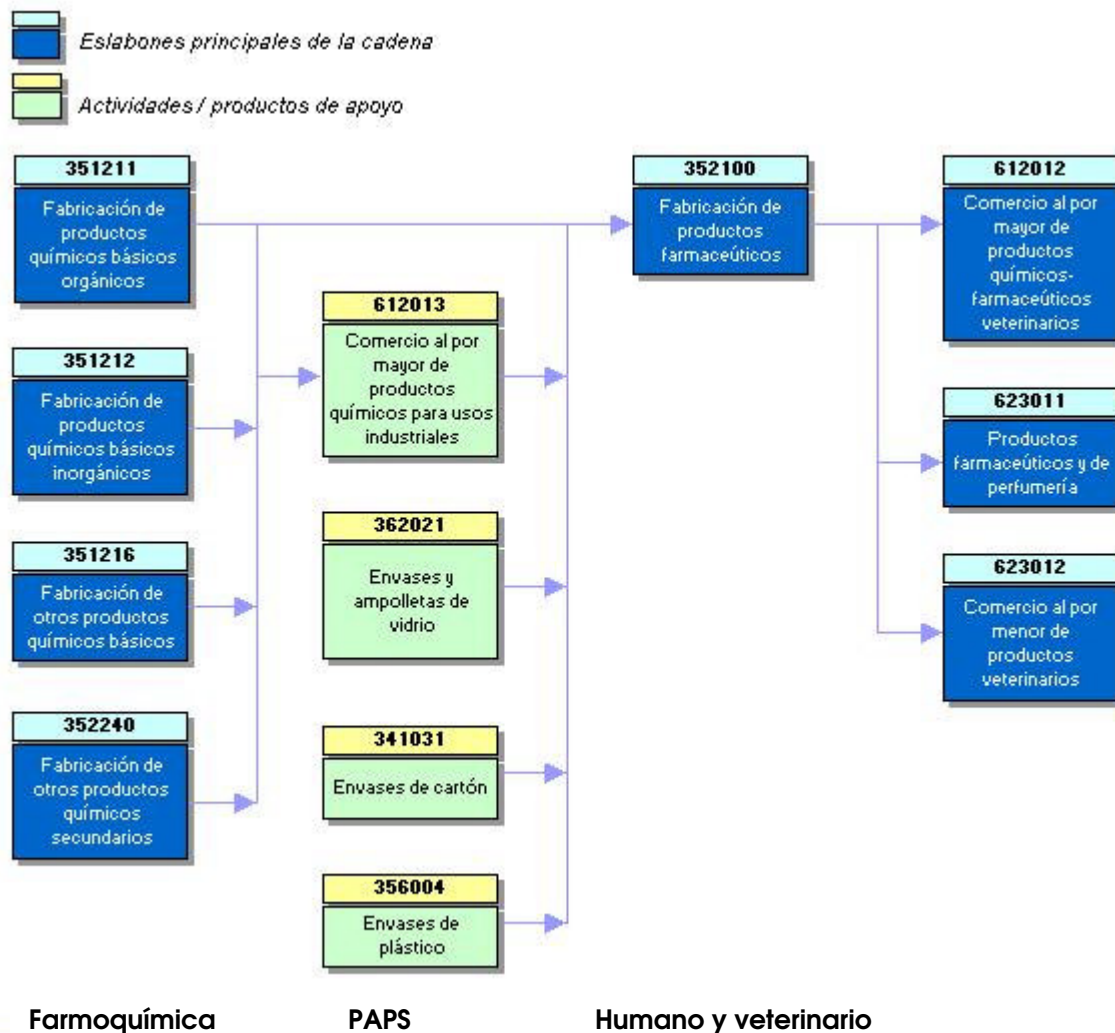 Eslabones principales de la cadena
Actividades / productos de apoyo
351211
Fabricación de
productos
químicos básicos
orgánicos
351212
Fabricación de
productos
químicos básicos
inorgánicos
351216
Fabricación de
otros productos
químicos básicos
352240
Fabricación de
otros productos
químicos
secundarios
612013
Comercio al por
mayor de
productos
químicos para usos
industriales
362021
Envases y
ampolletas de
vidrio
341031
Envases de cartón
356004
Envases de
plástico
352100
Fabricación de
productos
farmaceúticos
612012
Comercio al por
mayor de
productos
químicos-
farmaceúticos
veterinarios
623011
Productos
farmaceúticos y de
perfumería
623012
Comercio al por
menor de
productos
veterinarios
Farmoquímica PAPS Humano y veterinario